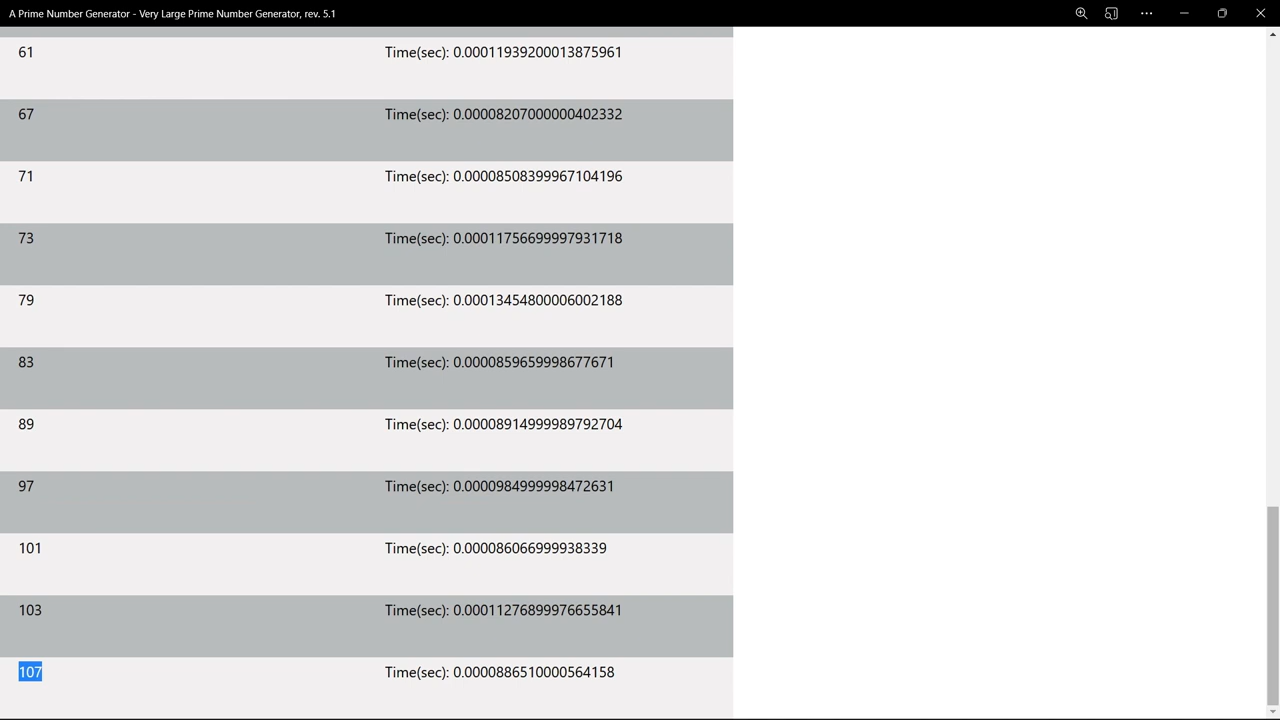 A Prime Number Generator - Very Large Prime Number Generator, rev. 5.1
61 Time(sec): 0.00011939200013875961
67 Time(sec): 0.00008207000000402332
71 Time(sec): 0.00008508399967104196
73 Time(sec): 0.00011756699997931718
79 Time(sec): 0.00013454800006002188
83 Time(sec): 0.0000859659998677671
89 Time(sec): 0.00008914999989792704
97 Time(sec): 0.0000984999998472631
101 Time(sec): 0.000086066999938339
103 Time(sec): 0.00011276899976655841
107 Time(sec): 0.0000886510000564158